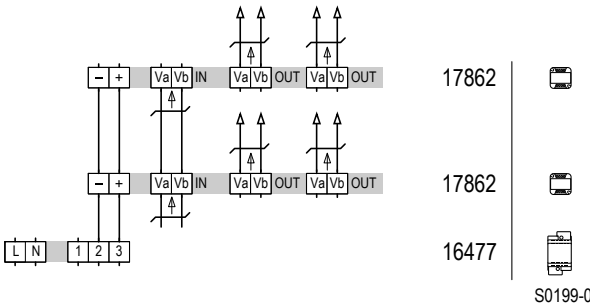 − + Va Vb IN Va Vb OUT Va Vb OUT 17862
− + Va Vb IN Va Vb OUT Va Vb OUT 17862
L N 1 2 3 16477
S0199-0